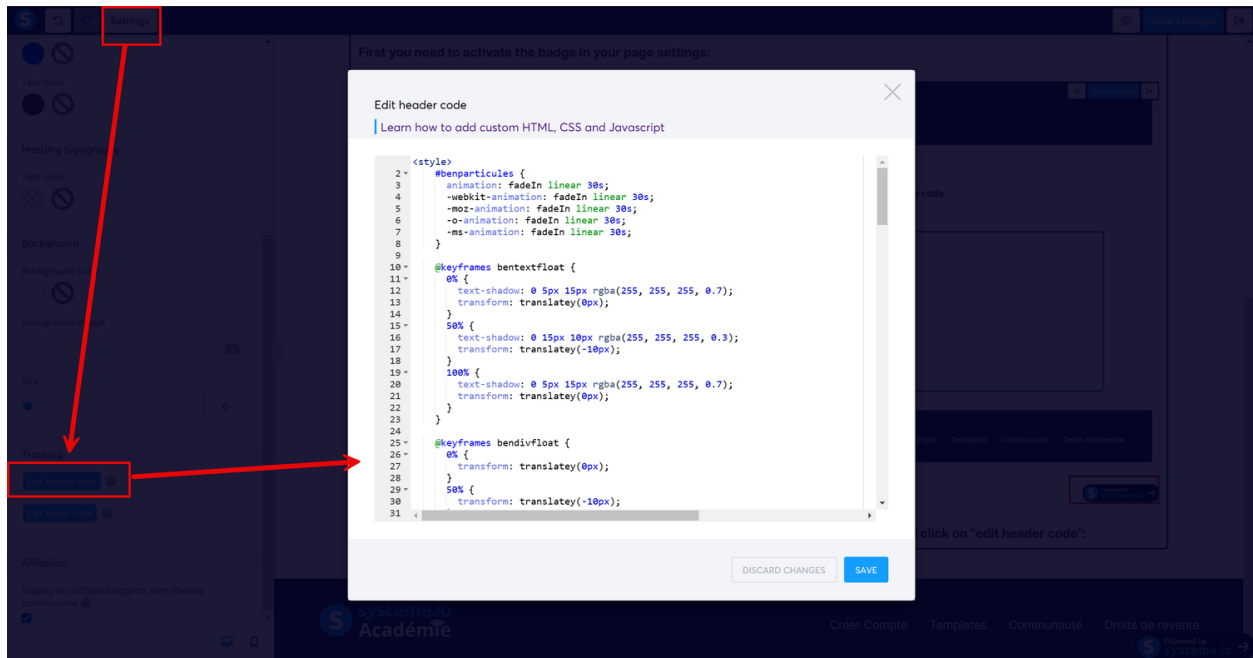 Settings
Save changes
First you need to activate the badge in your page settings:
Text color
Heading typography
Text color
Background
Background color
Background image
Blur
0
Tracking
Edit header code
Edit footer code
Affiliation
Display an affiliate badge to earn lifetime
commissions
Edit header code
Learn how to add custom HTML, CSS and Javascript
<style>
2 #benparticules {
3 animation: fadeIn linear 30s;
4 -webkit-animation: fadeIn linear 30s;
5 -moz-animation: fadeIn linear 30s;
6 -o-animation: fadeIn linear 30s;
7 -ms-animation: fadeIn linear 30s;
8 }
9
10 @keyframes bentextfloat {
11 0% {
12 text-shadow: 0 5px 15px rgba(255, 255, 255, 0.7);
13 transform: translatey(0px);
14 }
15 50% {
16 text-shadow: 0 15px 10px rgba(255, 255, 255, 0.3);
17 transform: translatey(-10px);
18 }
19 100% {
20 text-shadow: 0 5px 15px rgba(255, 255, 255, 0.7);
21 transform: translatey(0px);
22 }
23 }
24
25 @keyframes bendivfloat {
26 0% {
27 transform: translatey(0px);
28 }
29 50% {
30 transform: translatey(-10px);
31
DISCARD CHANGES
SAVE
code
Templates Communauté Droits de revente
Powered by
systeme.io
click on "edit header code":
systeme.io
Académie
Créer Compte Templates Communauté Droits de revente
Powered by
systeme.io